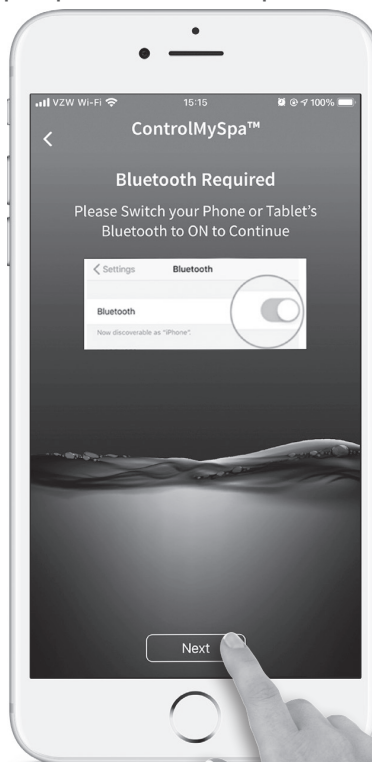 VZW Wi-Fi 15:15 100%
ControlMySpa™
Bluetooth Required
Please Switch your Phone or Tablet's
Bluetooth to ON to Continue
Settings Bluetooth
Bluetooth
Now discoverable as "iPhone".
Next